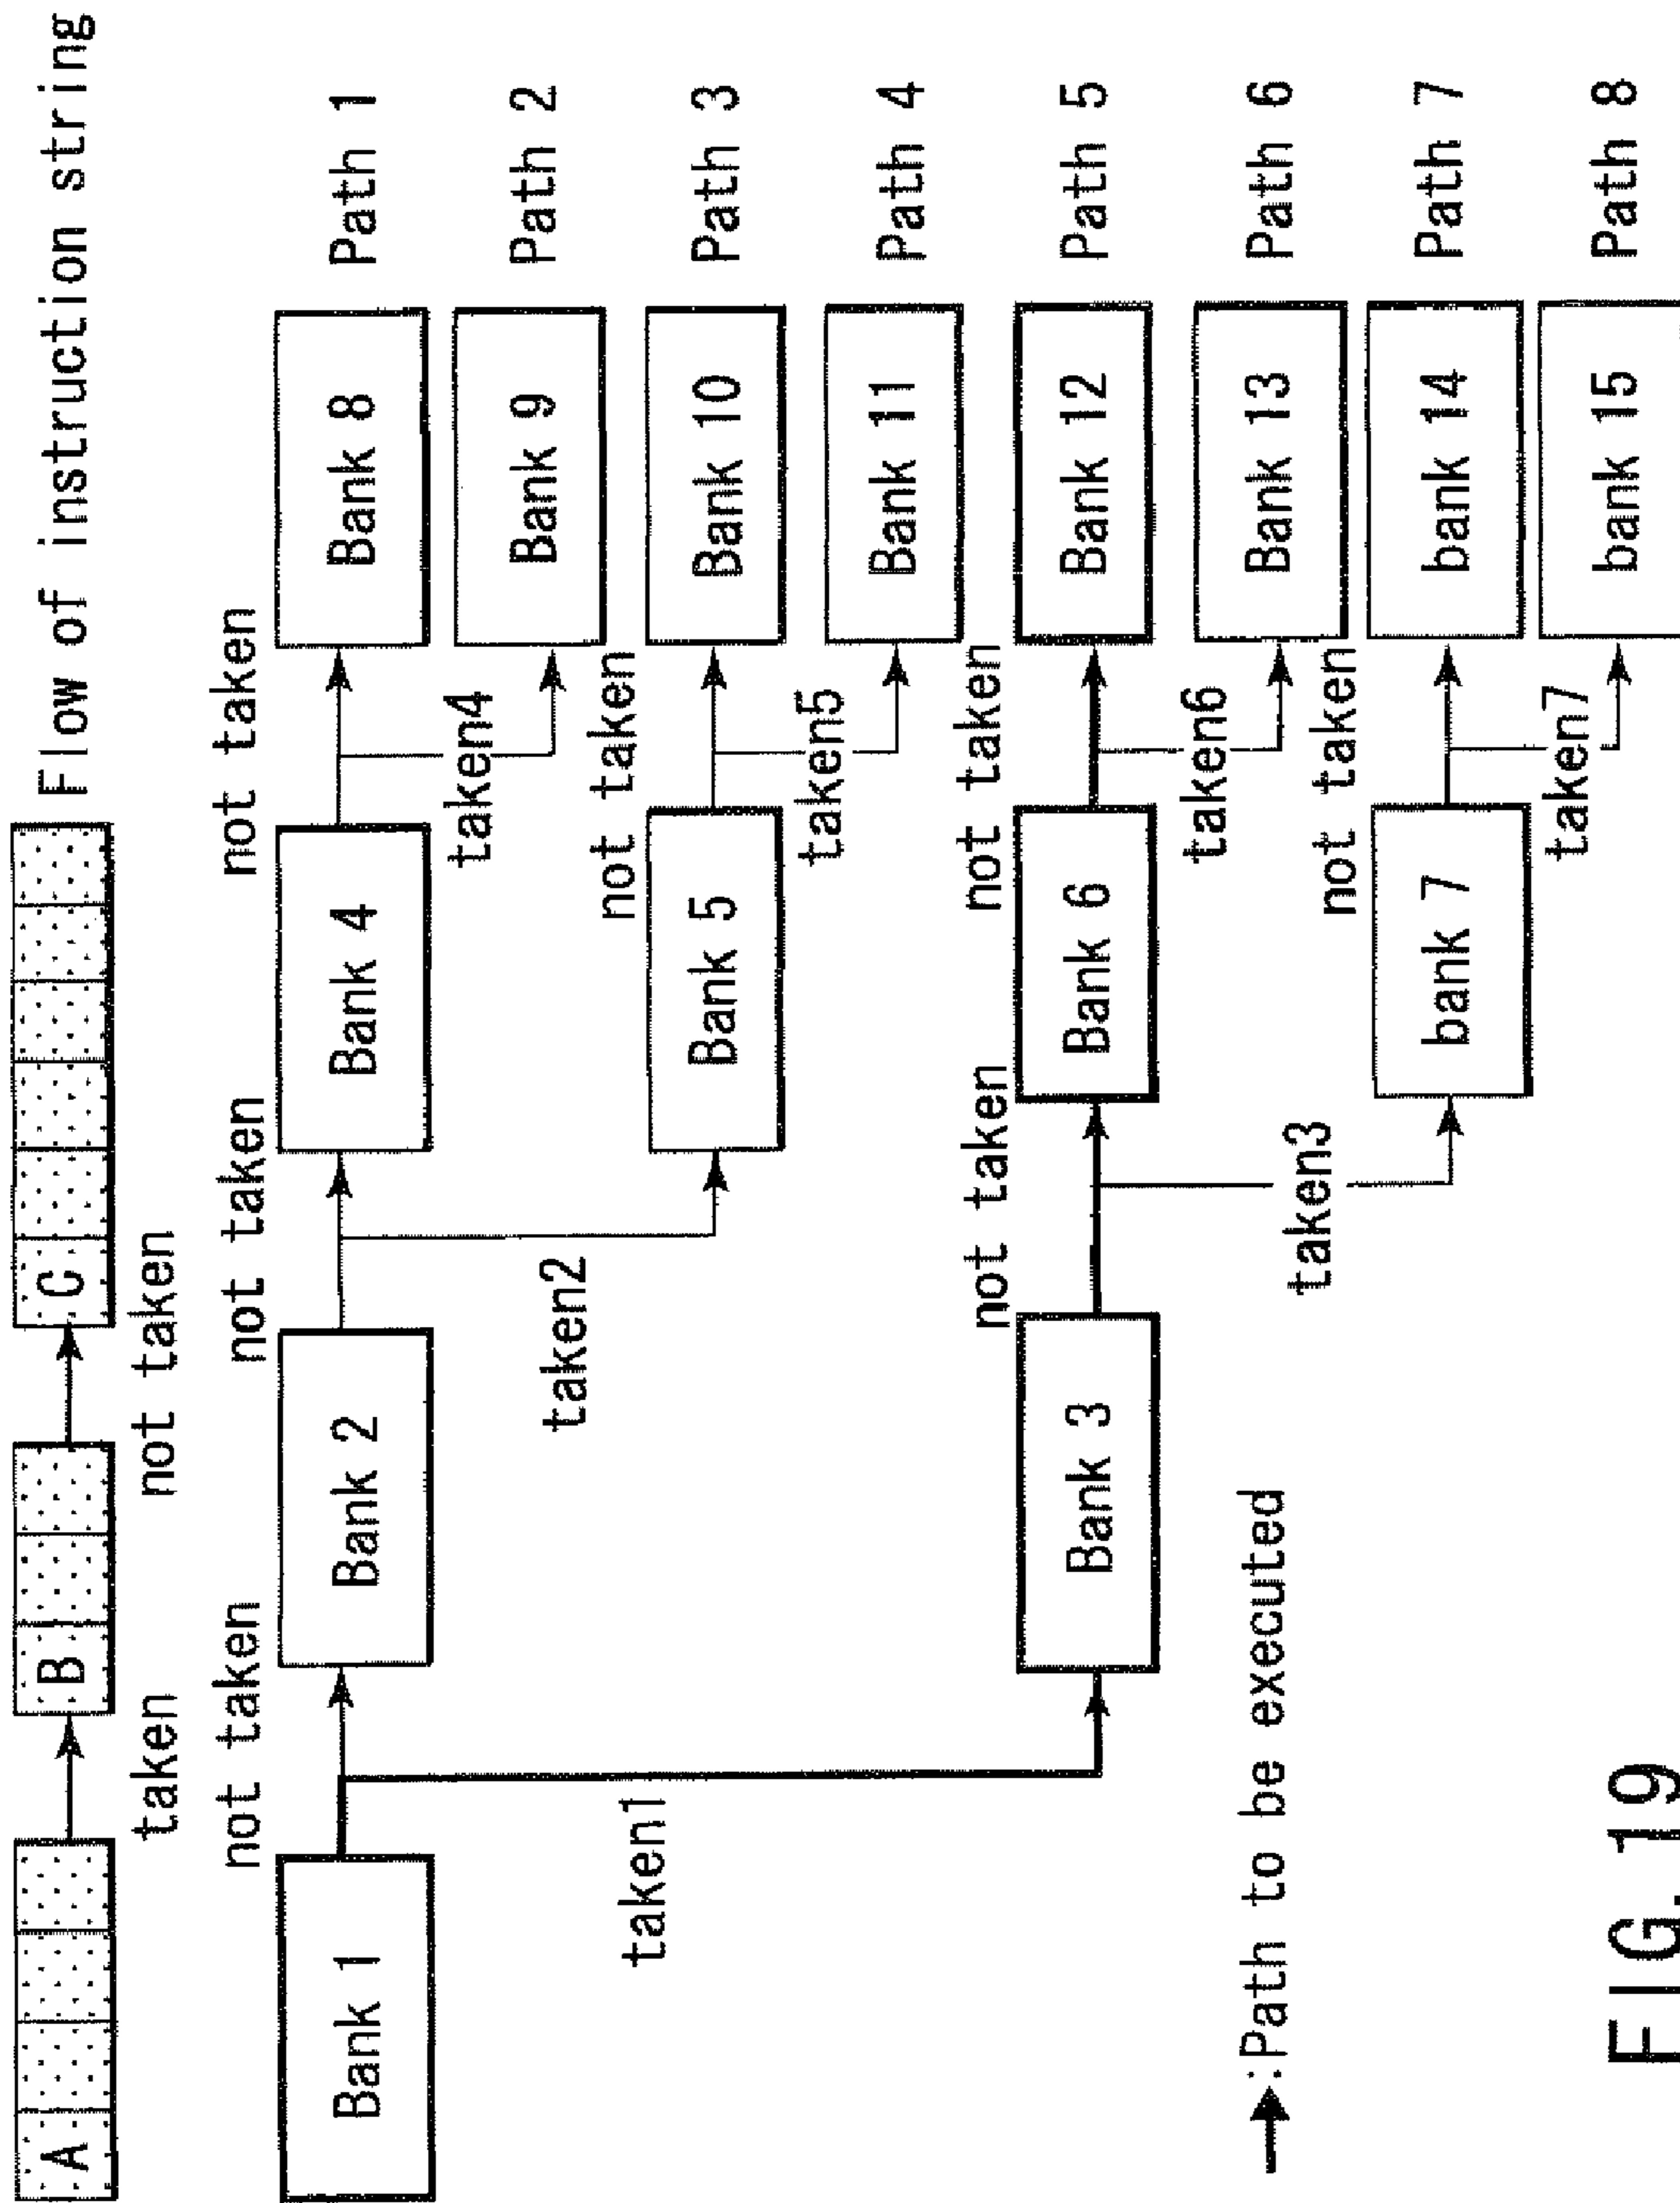 A
B
C
Flow of instruction string
taken
not taken
not taken
not taken
not taken
Bank 1
Bank 2
Bank 4
Bank 8
Path 1
taken4
Bank 9
Path 2
taken2
not taken
taken1
Bank 5
Bank 10
Path 3
taken5
Bank 11
Path 4
not taken
not taken
Bank 3
Bank 6
Bank 12
Path 5
taken6
Bank 13
Path 6
:Path to be executed
taken3
not taken
bank 7
bank 14
Path 7
taken7
bank 15
Path 8
FIG. 19